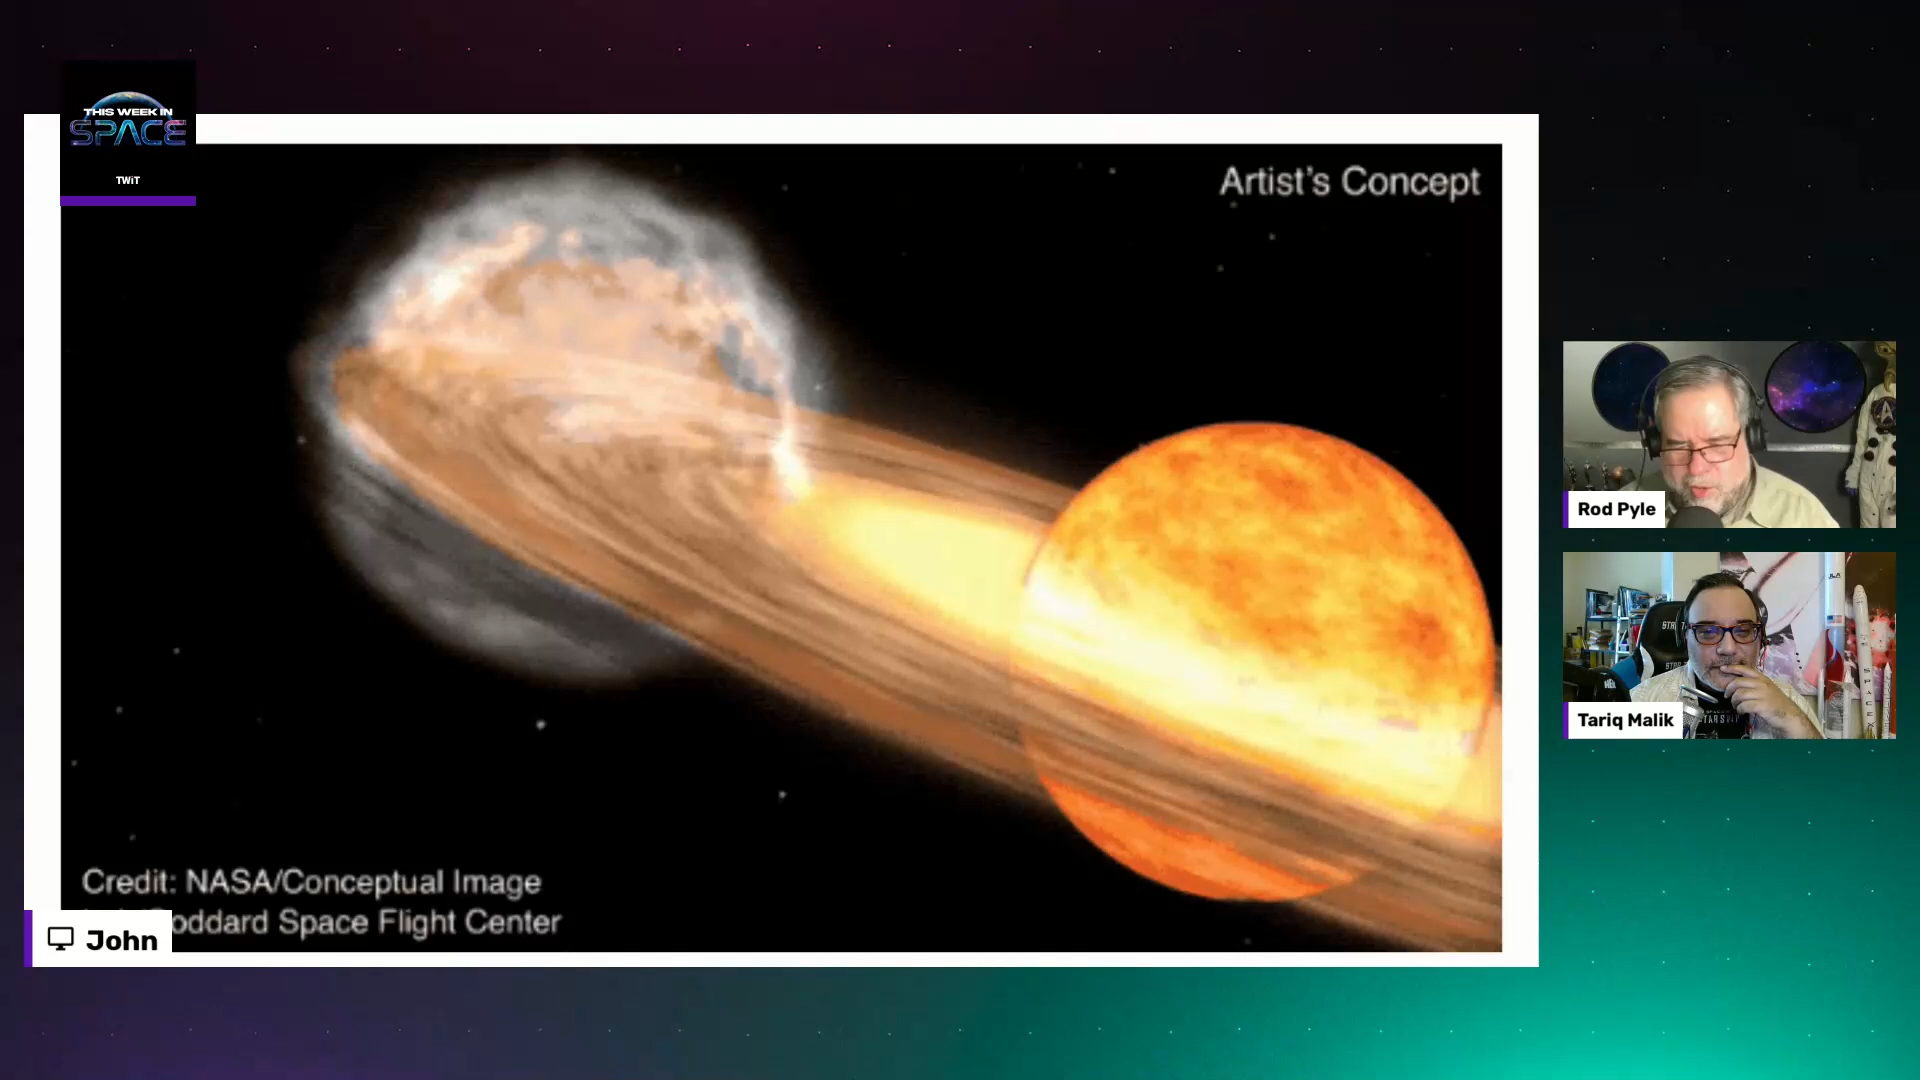 THIS WEEK IN
SPACE
TWiT
Artist's Concept
Credit: NASA/Conceptual Image
oddard Space Flight Center
John
Rod Pyle
Tariq Malik